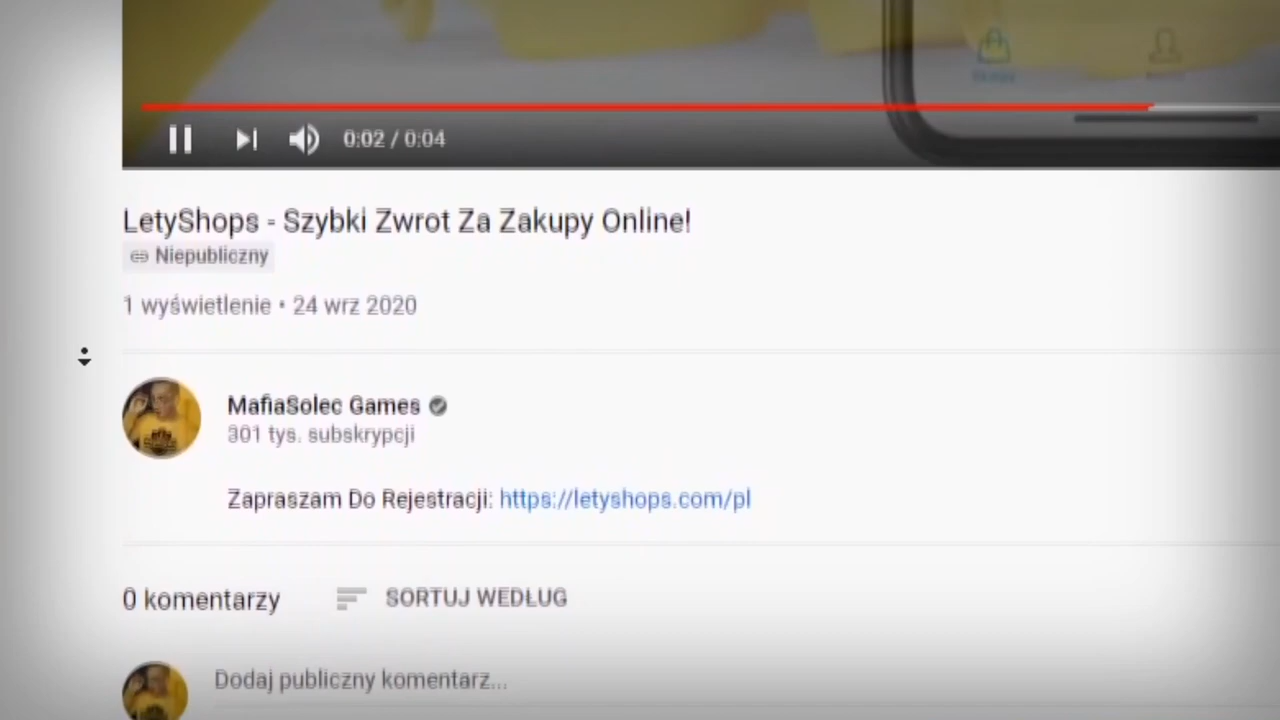 0:02 / 0:04
LetyShops - Szybki Zwrot Za Zakupy Online!
Niepubliczny
1 wyświetlenie • 24 wrz 2020
MafiaSolec Games
301 tys. subskrypcji
Zapraszam Do Rejestracji: https://letyshops.com/pl
0 komentarzy
SORTUJ WEDŁUG
Dodaj publiczny komentarz...